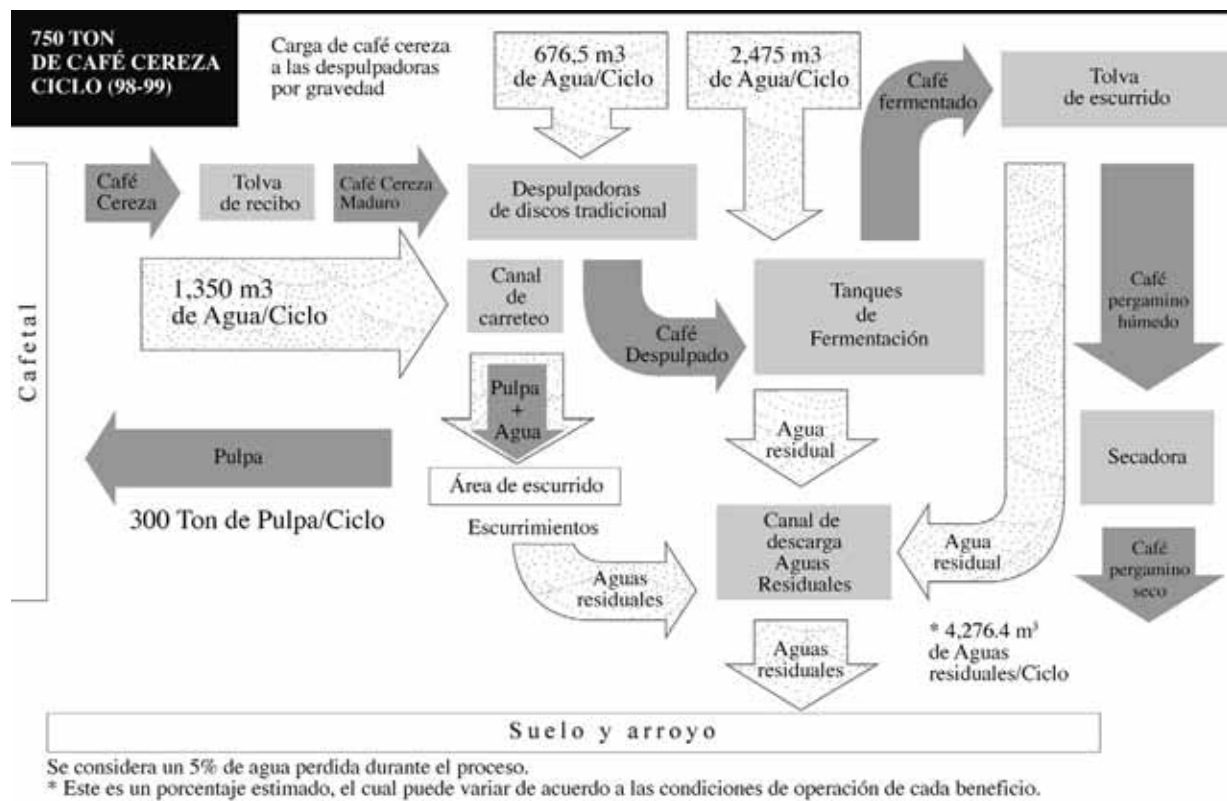 750 TON
DE CAFÉ CEREZA
CICLO (98-99)
Carga de café cereza
a las despulpadoras
por gravedad
676,5 m3
de Agua/Ciclo
2,475 m3
de Agua/Ciclo
Café
fermentado
Tolva
de escurrido
Café
Cereza
Tolva
de recibo
Café Cereza
Maduro
Despulpadoras
de discos tradicional
1,350 m3
de Agua/Ciclo
Canal
de
carreteo
Café
Despulpado
Tanques
de
Fermentación
Café
pergamino
húmedo
Cafetal
Pulpa
+
Agua
Agua
residual
Pulpa
300 Ton de Pulpa/Ciclo
Área de escurrido
Escurrimientos
Secadora
Canal de
descarga
Aguas
Residuales
Agua
residual
Aguas
residuales
Café
pergamino
seco
* 4,276.4 m³
de Aguas
residuales/Ciclo
Aguas
residuales
Suelo y arroyo
Se considera un 5% de agua perdida durante el proceso.
* Este es un porcentaje estimado, el cual puede variar de acuerdo a las condiciones de operación de cada beneficio.